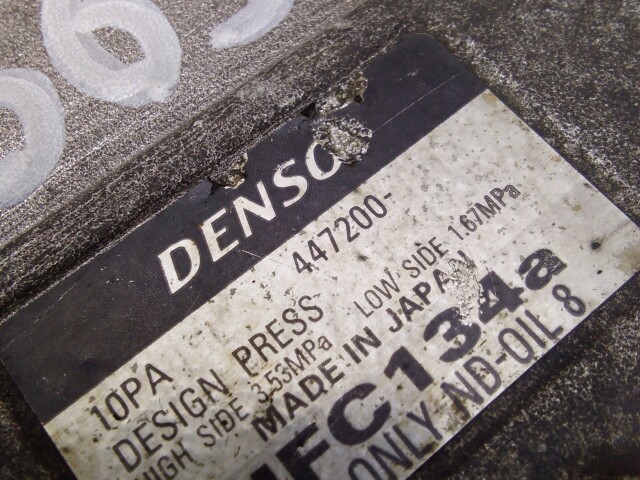 DENSO
447200-
10PA
DESIGN PRESS LOW SIDE 1.67MPa
HIGH SIDE 3.53MPa
MADE IN JAPAN
HFC134a
ONLY ND-OIL 8